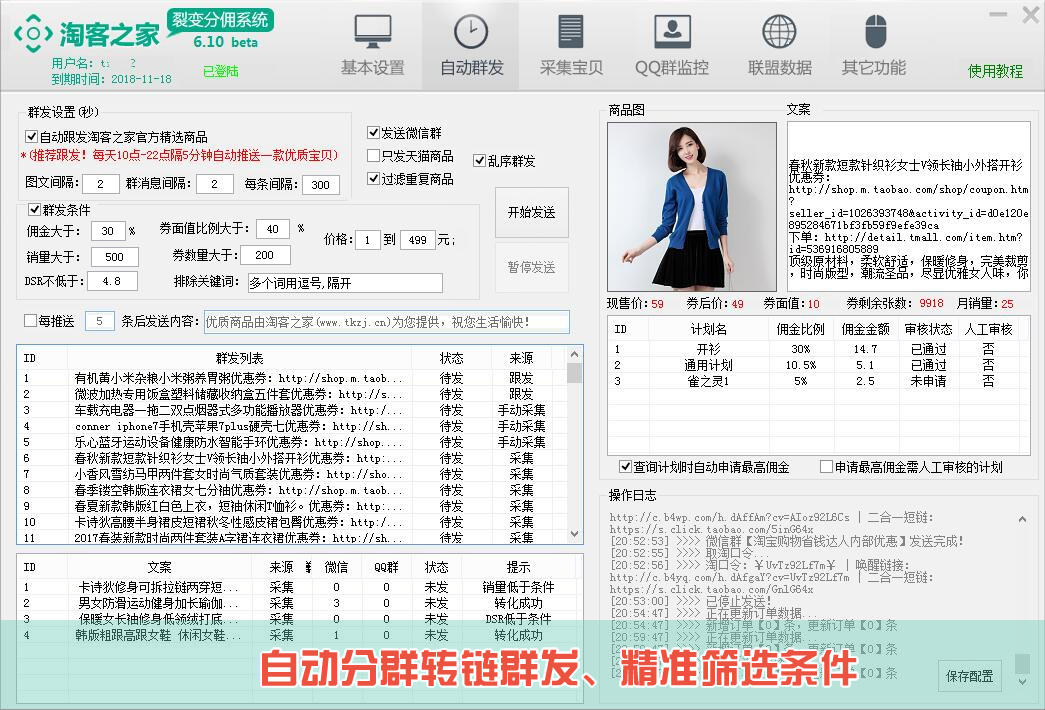 淘客之家
裂变分佣系统
6.10 beta
用户名：
到期时间：2018-11-18
已登陆
基本设置
自动群发
采集宝贝
QQ群监控
联盟数据
其它功能
使用教程
群发设置(秒)
自动跟发淘客之家官方精选商品
*(推荐跟发！每天10点-22点隔5分钟自动推送一款优质宝贝)
图文间隔： 2 群消息间隔： 2 每条间隔： 300
发送微信群
只发天猫商品
过滤重复商品
乱序群发
开始发送
暂停发送
群发条件
佣金大于： 30 % 券面值比例大于： 40 % 价格： 1 到 499 元；
销量大于： 500 券数量大于： 200
DSR不低于： 4.8 排除关键词： 多个词用逗号,隔开
每推送 5 条后发送内容： 优质商品由淘客之家(www.tkzj.cn)为您提供，祝您生活愉快！
ID 群发列表 状态 来源
1 有机黄小米杂粮小米粥养胃粥优惠券：http://shop.m.taob... 待发 跟发
2 微波加热专用饭盒塑料储藏收纳盒五件套优惠券：http://s... 待发 跟发
3 车载充电器一拖二双点烟器式多功能播放器优惠券：http:/... 待发 手动采集
4 conner iphone7手机壳苹果7plus硬壳七优惠券：http://sh... 待发 手动采集
5 乐心蓝牙运动设备健康防水智能手环优惠券：http://shop.... 待发 手动采集
6 春秋新款短款针织衫女士V领长袖小外搭开衫优惠券：http:/... 待发 采集
7 小香风雪纺马甲两件套女时尚气质套装优惠券：http://sho... 待发 采集
8 春季镂空韩版连衣裙女七分袖优惠券：http://shop.m.taob... 待发 采集
9 春夏新款韩版红白色上衣，短袖休闲T恤衫。优惠券：http:/... 待发 采集
10 卡诗狄高腰半身裙皮短裙秋冬性感皮裙包臀优惠券：http:/... 待发 采集
11 2017春装新款时尚两件套装A字裙连衣裙优惠券：http://sh... 待发 采集
ID 文案 来源 微信 QQ群 状态 提示
1 卡诗狄修身可拆拉链两穿短... 采集 0 0 未发 销量低于条件
2 男女防滑运动健身加长瑜伽... 采集 3 0 未发 转化成功
3 保暖女长袖修身低领绒打底... 采集 0 0 未发 DSR低于条件
4 韩版粗跟高跟女鞋 休闲女鞋... 采集 1 0 未发 转化成功
商品图
文案
春秋新款短款针织衫女士V领长袖小外搭开衫
优惠券：
http://shop.m.taobao.com/shop/coupon.htm
?
seller_id=1026393748&activity_id=d0e120e
895284671bf3fb59f9efe39ca
下单：http://detail.tmall.com/item.htm?
id=536916805889
顶级原材料，柔软舒适，保暖修身，完美裁剪
，时尚版型，潮流圣品，尽显优雅女人味，你
现售价：59 券后价：49 券面值：10 券剩余张数：9918 月销量：25
ID 计划名 佣金比例 佣金金额 审核状态 人工审核
1 开衫 30% 14.7 已通过 否
2 通用计划 10.5% 5.1 已通过 否
3 雀之灵1 5% 2.5 未申请 否
查询计划时自动申请最高佣金
申请最高佣金需人工审核的计划
操作日志
http://c.b4wp.com/h.dAffAm?cv=AIoz92L6Cs | 二合一短链：
https://s.click.taobao.com/5inG64x
[20:52:53] >>>> 微信群【淘宝购物省钱达人内部优惠】发送完成！
[20:52:55] >>>> 取淘口令...
[20:52:56] >>>> 淘口令：￥UvTz92Lf7m￥ | 唤醒链接：
http://c.b4yq.com/h.dAfgaY?cv=UvTz92Lf7m | 二合一短链：
https://s.click.taobao.com/GnlG64x
[20:53:00] >>>> 已停止发送！
[20:54:47] >>>> 正在更新订单数据...
[20:54:47] >>>> 新增订单【0】条，更新订单【0】条
[20:59:47] >>>> 正在更新订单数据...
保存配置
自动分群转链群发、精准筛选条件